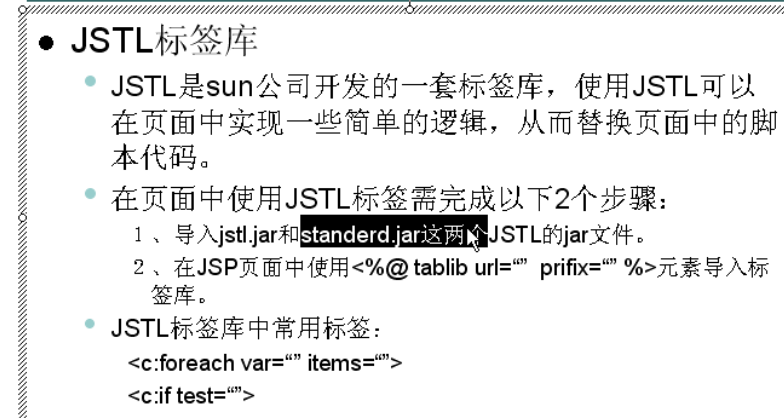 JSTL标签库
JSTL是sun公司开发的一套标签库，使用JSTL可以
在页面中实现一些简单的逻辑，从而替换页面中的脚
本代码。
在页面中使用JSTL标签需完成以下2个步骤：
1、导入jstl.jar和standerd.jar这两个JSTL的jar文件。
2、在JSP页面中使用<%@ tablib url=“” prifix=“” %>元素导入标
签库。
JSTL标签库中常用标签：
<c:foreach var=“” items=“”>
<c:if test=“”>